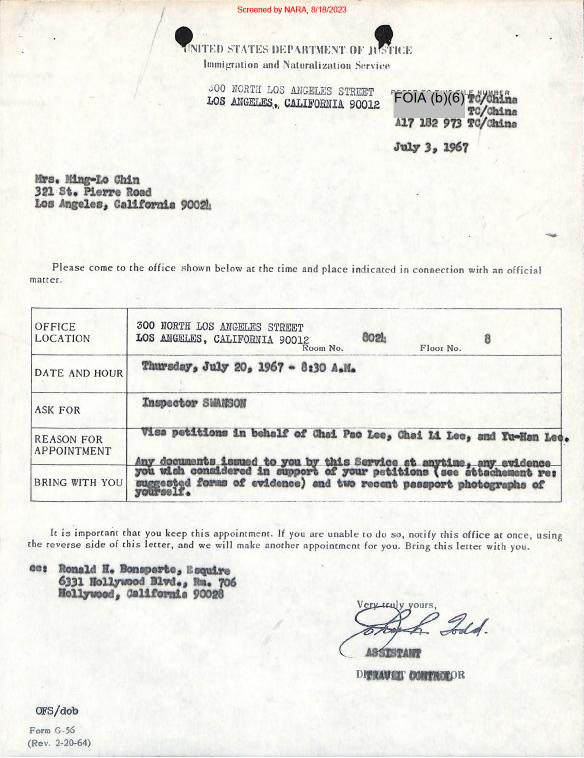 Screened by NARA, 8/18/2023
UNITED STATES DEPARTMENT OF JUSTICE
Immigration and Naturalization Service
300 NORTH LOS ANGELES STREET
LOS ANGELES, CALIFORNIA 90012
NUMBER
FOIA (b)(6) TC/China
TC/China
A17 182 973 TC/China
July 3, 1967
Mrs. Ming-Lo Chin
321 St. Pierre Road
Los Angeles, California 90024
Please come to the office shown below at the time and place indicated in connection with an official
matter.
OFFICE LOCATION
300 NORTH LOS ANGELES STREET
LOS ANGELES, CALIFORNIA 90012
Room No. 8024 Floor No. 8
DATE AND HOUR Thursday, July 20, 1967 - 8:30 A.M.
ASK FOR Inspector SWANSON
REASON FOR APPOINTMENT
Visa petitions in behalf of Chai Pao Lee, Chai Li Lee, and Yu-Han Lee.
BRING WITH YOU
Any documents issued to you by this Service at anytime, any evidence
you wish considered in support of your petitions (see attachement re:
suggested forms of evidence) and two recent passport photographs of
yourself.
It is important that you keep this appointment. If you are unable to do so, notify this office at once, using
the reverse side of this letter, and we will make another appointment for you. Bring this letter with you.
cc: Ronald H. Bonaparte, Esquire
6331 Hollywood Blvd., Rm. 706
Hollywood, California 90028
Very truly yours,
ASSISTANT
CONTROL
OFS/dob
Form G-56
(Rev. 2-20-64)